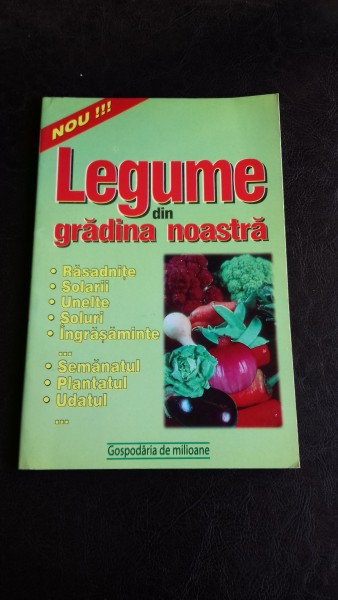 NOU !!!
Legume
din
grădina noastră
• Răsadnițe
• Solarii
• Unelte
• Soluri
• Îngrășăminte
...
• Semănatul
• Plantatul
• Udatul
...
Gospodăria de milioane